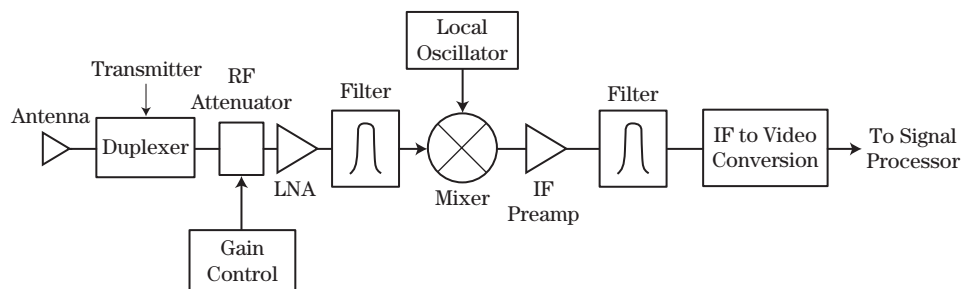 Antenna
Transmitter
Duplexer
RF
Attenuator
Gain
Control
LNA
Filter
Local
Oscillator
Mixer
IF
Preamp
Filter
IF to Video
Conversion
To Signal
Processor